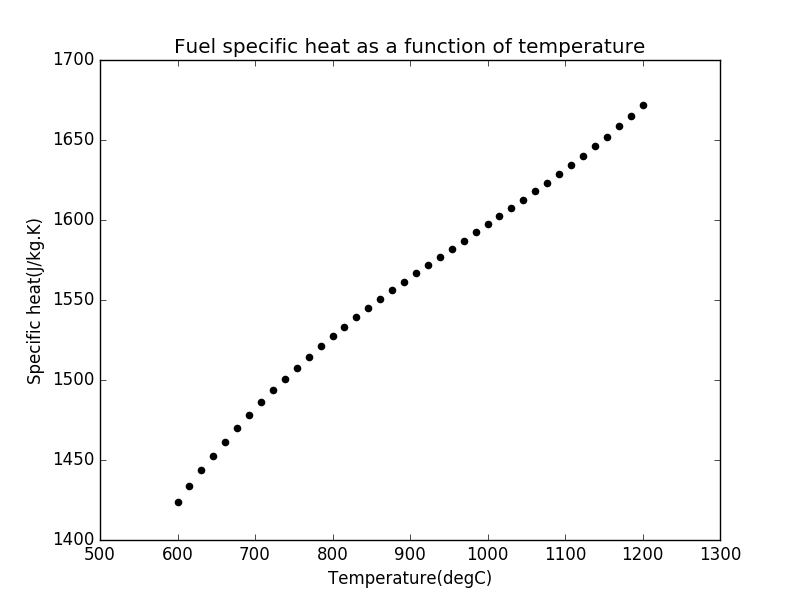 Fuel specific heat as a function of temperature
1700
1650
1600
1550
1500
1450
1400
Specific heat(J/kg.K)
500 600 700 800 900 1000 1100 1200 1300
Temperature(degC)